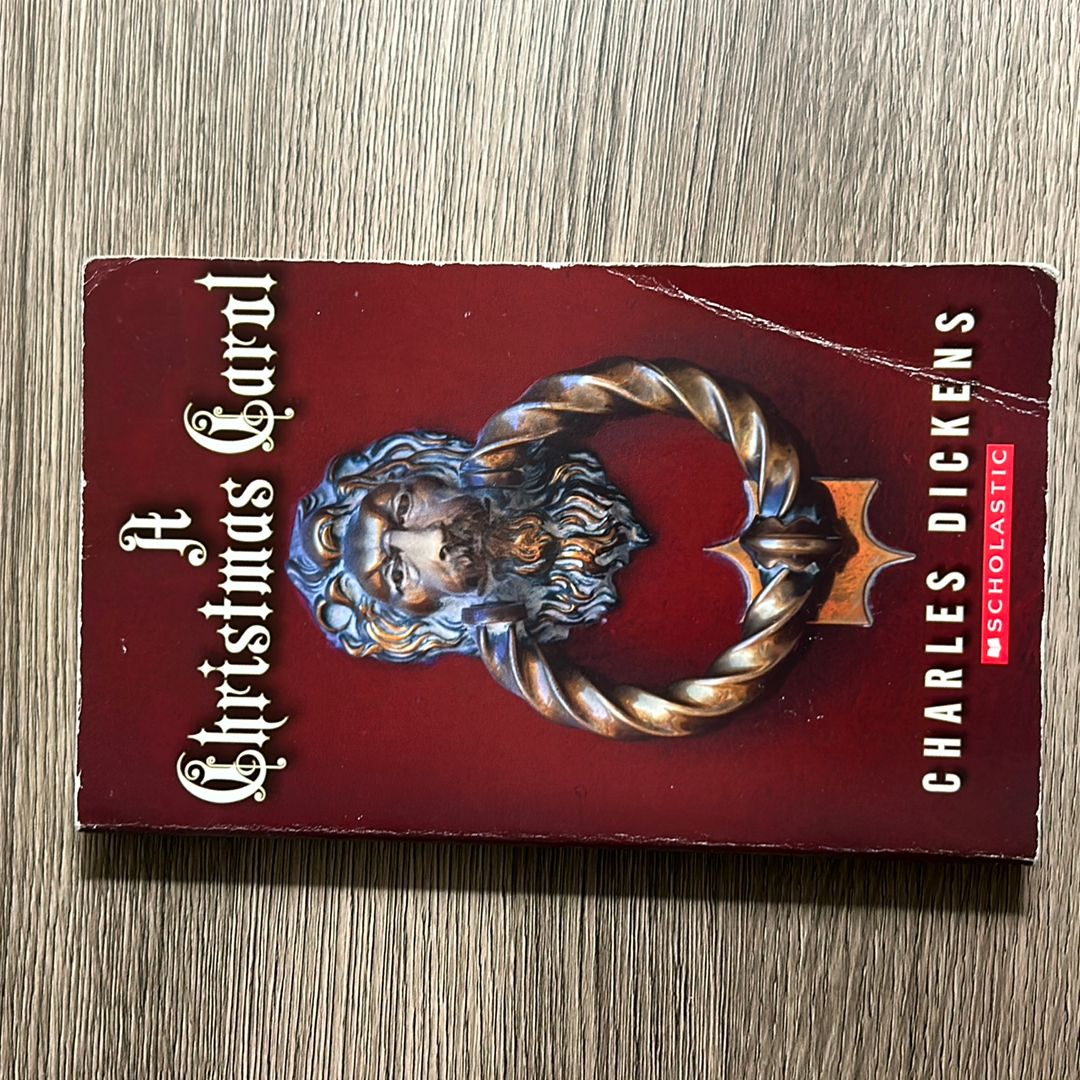 A
Christmas Carol
CHARLES DICKENS
SCHOLASTIC